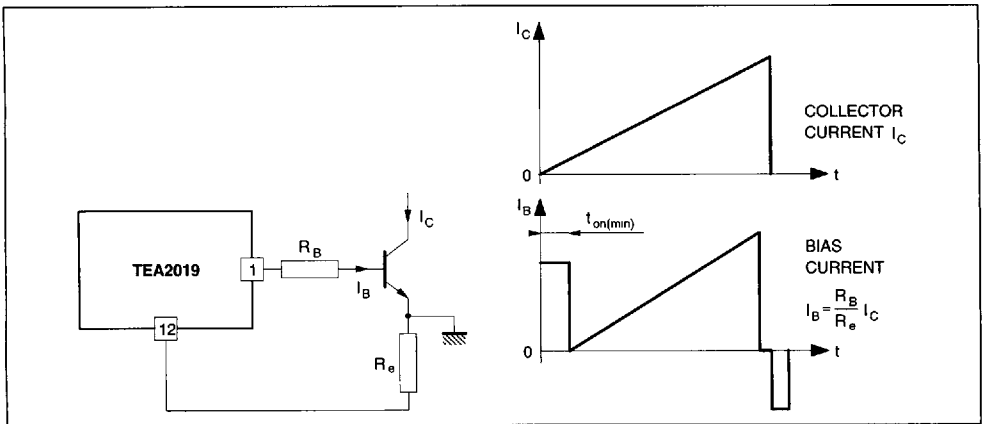 I_C
COLLECTOR
CURRENT I_C
0
t
I_B
t_on(min)
BIAS
CURRENT
I_B = R_B/R_e I_C
0
t
I_C
R_B
TEA2019
1
I_B
12
R_e